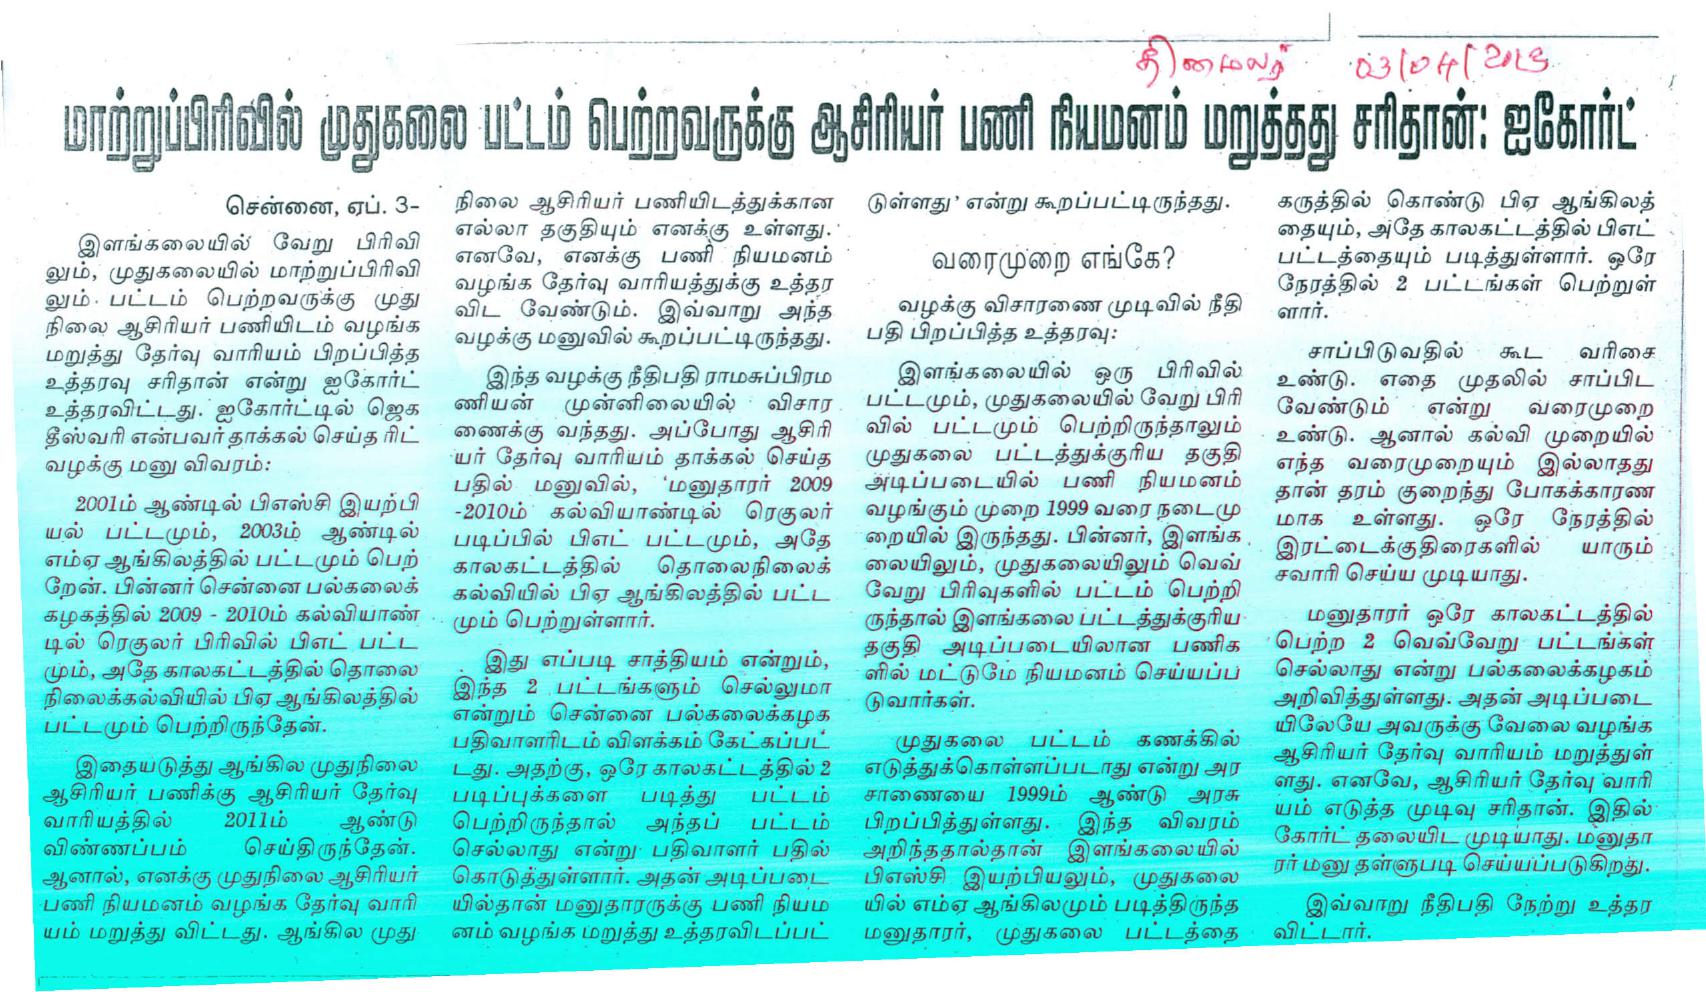 தினமலர் 03/04/2013
மாற்றுப்பிரிவில் முதுகலை பட்டம் பெற்றவருக்கு ஆசிரியர் பணி நியமனம் மறுத்தது சரிதான்: ஐகோர்ட்
சென்னை, ஏப். 3-
இளங்கலையில் வேறு பிரிவி
லும், முதுகலையில் மாற்றுப்பிரிவி
லும் பட்டம் பெற்றவருக்கு முது
நிலை ஆசிரியர் பணியிடம் வழங்க
மறுத்து தேர்வு வாரியம் பிறப்பித்த
உத்தரவு சரிதான் என்று ஐகோர்ட்
உத்தரவிட்டது. ஐகோர்ட்டில் ஜெக
தீஸ்வரி என்பவர் தாக்கல் செய்த ரிட்
வழக்கு மனு விவரம்:
2001ம் ஆண்டில் பிஎஸ்சி இயற்பி
யல் பட்டமும், 2003ம் ஆண்டில்
எம்ஏ ஆங்கிலத்தில் பட்டமும் பெற்
றேன். பின்னர் சென்னை பல்கலைக்
கழகத்தில் 2009 - 2010ம் கல்வியாண்
டில் ரெகுலர் பிரிவில் பிஎட் பட்ட
மும், அதே காலகட்டத்தில் தொலை
நிலைக்கல்வியில் பிஏ ஆங்கிலத்தில்
பட்டமும் பெற்றிருந்தேன்.
இதையடுத்து ஆங்கில முதுநிலை
ஆசிரியர் பணிக்கு ஆசிரியர் தேர்வு
வாரியத்தில் 2011ம் ஆண்டு
விண்ணப்பம் செய்திருந்தேன்.
ஆனால், எனக்கு முதுநிலை ஆசிரியர்
பணி நியமனம் வழங்க தேர்வு வாரி
யம் மறுத்து விட்டது. ஆங்கில முது
நிலை ஆசிரியர் பணியிடத்துக்கான
எல்லா தகுதியும் எனக்கு உள்ளது.
எனவே, எனக்கு பணி நியமனம்
வழங்க தேர்வு வாரியத்துக்கு உத்தர
விட வேண்டும். இவ்வாறு அந்த
வழக்கு மனுவில் கூறப்பட்டிருந்தது.
இந்த வழக்கு நீதிபதி ராமசுப்பிரம
ணியன் முன்னிலையில் விசார
ணைக்கு வந்தது. அப்போது ஆசிரி
யர் தேர்வு வாரியம் தாக்கல் செய்த
பதில் மனுவில், 'மனுதாரர் 2009
-2010ம் கல்வியாண்டில் ரெகுலர்
படிப்பில் பிஎட் பட்டமும், அதே
காலகட்டத்தில் தொலைநிலைக்
கல்வியில் பிஏ ஆங்கிலத்தில் பட்ட
மும் பெற்றுள்ளார்.
இது எப்படி சாத்தியம் என்றும்,
இந்த 2 பட்டங்களும் செல்லுமா
என்றும் சென்னை பல்கலைக்கழக
பதிவாளரிடம் விளக்கம் கேட்கப்பட்
டது. அதற்கு, ஒரே காலகட்டத்தில் 2
படிப்புக்களை படித்து பட்டம்
பெற்றிருந்தால் அந்தப் பட்டம்
செல்லாது என்று பதிவாளர் பதில்
கொடுத்துள்ளார். அதன் அடிப்படை
யில்தான் மனுதாரருக்கு பணி நியம
னம் வழங்க மறுத்து உத்தரவிடப்பட்
டுள்ளது' என்று கூறப்பட்டிருந்தது.
வரைமுறை எங்கே?
வழக்கு விசாரணை முடிவில் நீதி
பதி பிறப்பித்த உத்தரவு:
இளங்கலையில் ஒரு பிரிவில்
பட்டமும், முதுகலையில் வேறு பிரி
வில் பட்டமும் பெற்றிருந்தாலும்
முதுகலை பட்டத்துக்குரிய தகுதி
அடிப்படையில் பணி நியமனம்
வழங்கும் முறை 1999 வரை நடைமு
றையில் இருந்தது. பின்னர், இளங்க
லையிலும், முதுகலையிலும் வெவ்
வேறு பிரிவுகளில் பட்டம் பெற்றி
ருந்தால் இளங்கலை பட்டத்துக்குரிய
தகுதி அடிப்படையிலான பணிக
ளில் மட்டுமே நியமனம் செய்யப்ப
டுவார்கள்.
முதுகலை பட்டம் கணக்கில்
எடுத்துக்கொள்ளப்படாது என்று அர
சாணையை 1999ம் ஆண்டு அரசு
பிறப்பித்துள்ளது. இந்த விவரம்
அறிந்ததால்தான் இளங்கலையில்
பிஎஸ்சி இயற்பியலும், முதுகலை
யில் எம்ஏ ஆங்கிலமும் படித்திருந்த
மனுதாரர், முதுகலை பட்டத்தை
கருத்தில் கொண்டு பிஏ ஆங்கிலத்
தையும், அதே காலகட்டத்தில் பிஎட்
பட்டத்தையும் படித்துள்ளார். ஒரே
நேரத்தில் 2 பட்டங்கள் பெற்றுள்
ளார்.
சாப்பிடுவதில் கூட வரிசை
உண்டு. எதை முதலில் சாப்பிட
வேண்டும் என்று வரைமுறை
உண்டு. ஆனால் கல்வி முறையில்
எந்த வரைமுறையும் இல்லாதது
தான் தரம் குறைந்து போகக்காரண
மாக உள்ளது. ஒரே நேரத்தில்
இரட்டைக்குதிரைகளில் யாரும்
சவாரி செய்ய முடியாது.
மனுதாரர் ஒரே காலகட்டத்தில்
பெற்ற 2 வெவ்வேறு பட்டங்கள்
செல்லாது என்று பல்கலைக்கழகம்
அறிவித்துள்ளது. அதன் அடிப்படை
யிலேயே அவருக்கு வேலை வழங்க
ஆசிரியர் தேர்வு வாரியம் மறுத்துள்
ளது. எனவே, ஆசிரியர் தேர்வு வாரி
யம் எடுத்த முடிவு சரிதான். இதில்
கோர்ட் தலையிட முடியாது. மனுதா
ரர் மனு தள்ளுபடி செய்யப்படுகிறது.
இவ்வாறு நீதிபதி நேற்று உத்தர
விட்டார்.